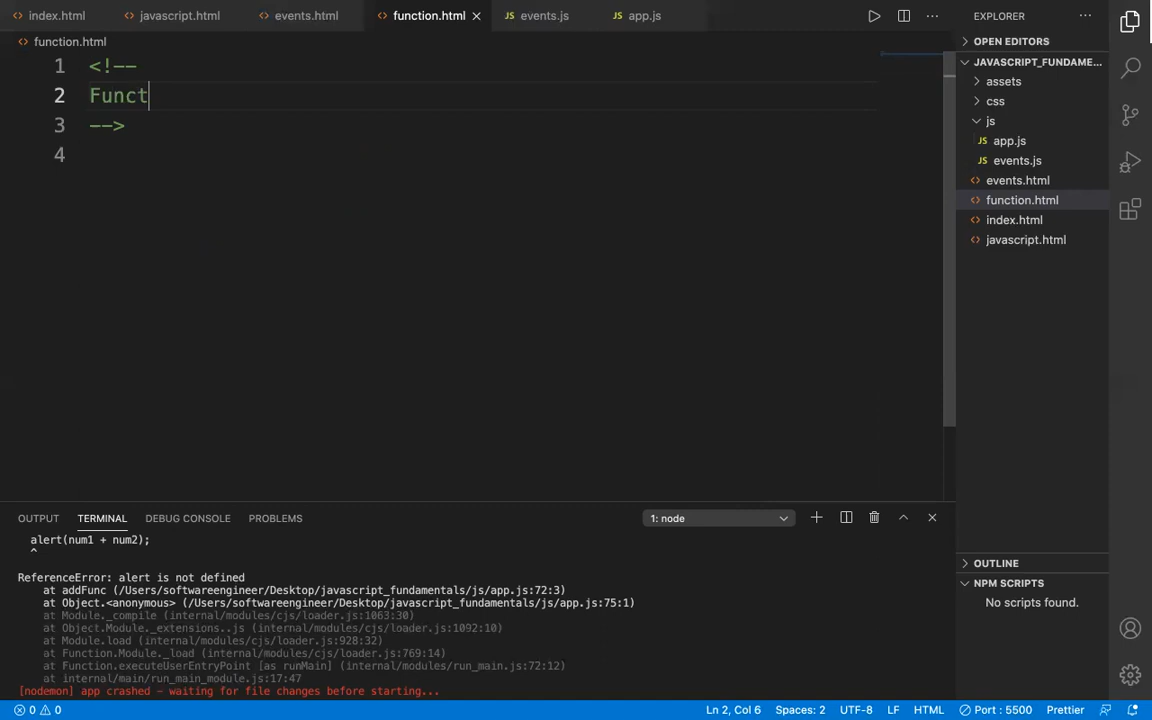 index.html
javascript.html
events.html
function.html
events.js
app.js
EXPLORER
function.html
OPEN EDITORS
JAVASCRIPT_FUNDAME...
assets
css
js
app.js
events.js
events.html
function.html
index.html
javascript.html
1 <!--
2 Funct
3 -->
4
OUTPUT TERMINAL DEBUG CONSOLE PROBLEMS
1: node
alert(num1 + num2);
^
ReferenceError: alert is not defined
at addFunc (/Users/softwareengineer/Desktop/javascript_fundamentals/js/app.js:72:3)
at Object.<anonymous> (/Users/softwareengineer/Desktop/javascript_fundamentals/js/app.js:75:1)
at Module._compile (internal/modules/cjs/loader.js:1063:30)
at Object.Module._extensions..js (internal/modules/cjs/loader.js:1092:10)
at Module.load (internal/modules/cjs/loader.js:928:32)
at Function.Module._load (internal/modules/cjs/loader.js:769:14)
at Function.executeUserEntryPoint [as runMain] (internal/modules/run_main.js:72:12)
at internal/main/run_main_module.js:17:47
[nodemon] app crashed - waiting for file changes before starting...
OUTLINE
NPM SCRIPTS
No scripts found.
0 0
Ln 2, Col 6
Spaces: 2
UTF-8
LF
HTML
Port : 5500
Prettier